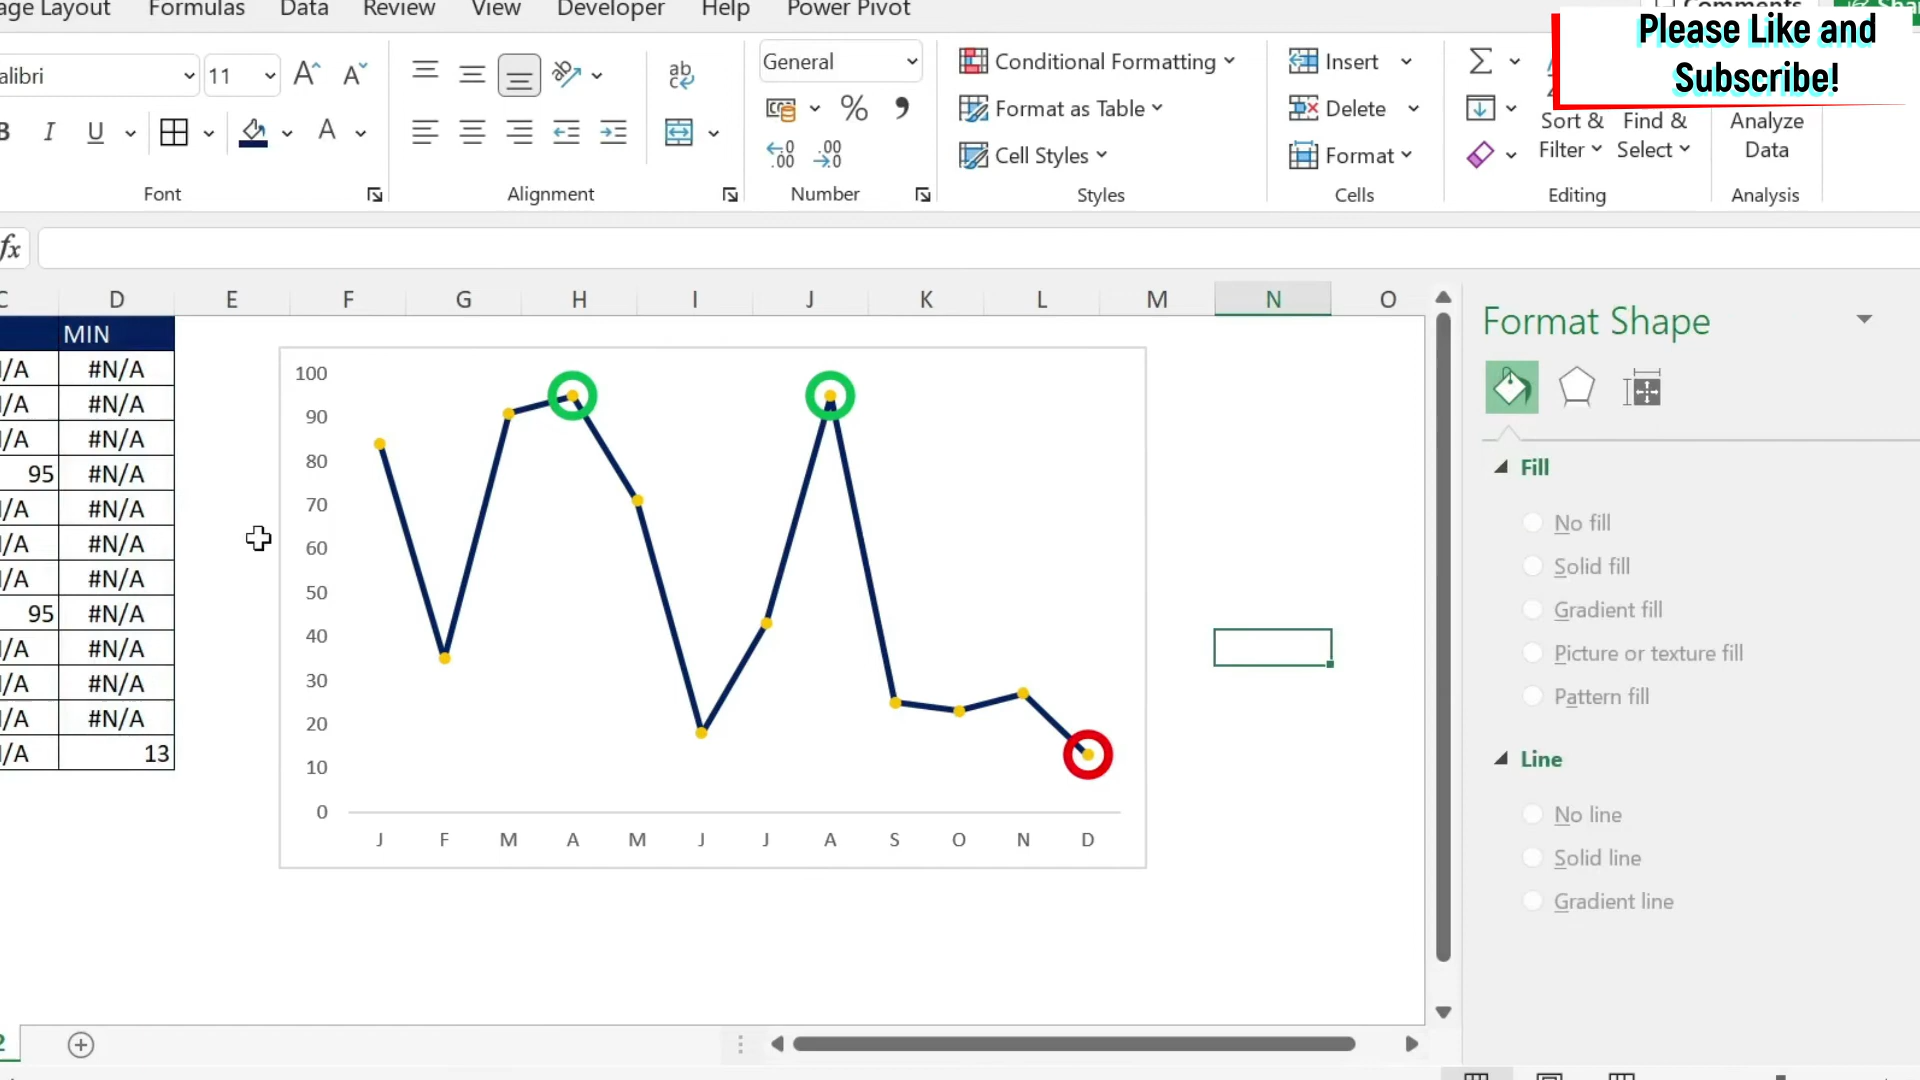 age Layout Formulas Data Review View Developer Help Power Pivot Comments
Please Like and
Subscribe!
alibri 11 General Conditional Formatting Insert
B I U A % Format as Table Delete Sort & Find & Analyze
Cell Styles Format Filter Select Data
Font Alignment Number Styles Cells Editing Analysis
fx
C D E F G H I J K L M N O
MIN
/A #N/A
/A #N/A
/A #N/A
95 #N/A
/A #N/A
/A #N/A
/A #N/A
95 #N/A
/A #N/A
/A #N/A
/A #N/A
/A 13
100
90
80
70
60
50
40
30
20
10
0
J F M A M J J A S O N D
Format Shape
Fill
No fill
Solid fill
Gradient fill
Picture or texture fill
Pattern fill
Line
No line
Solid line
Gradient line
2